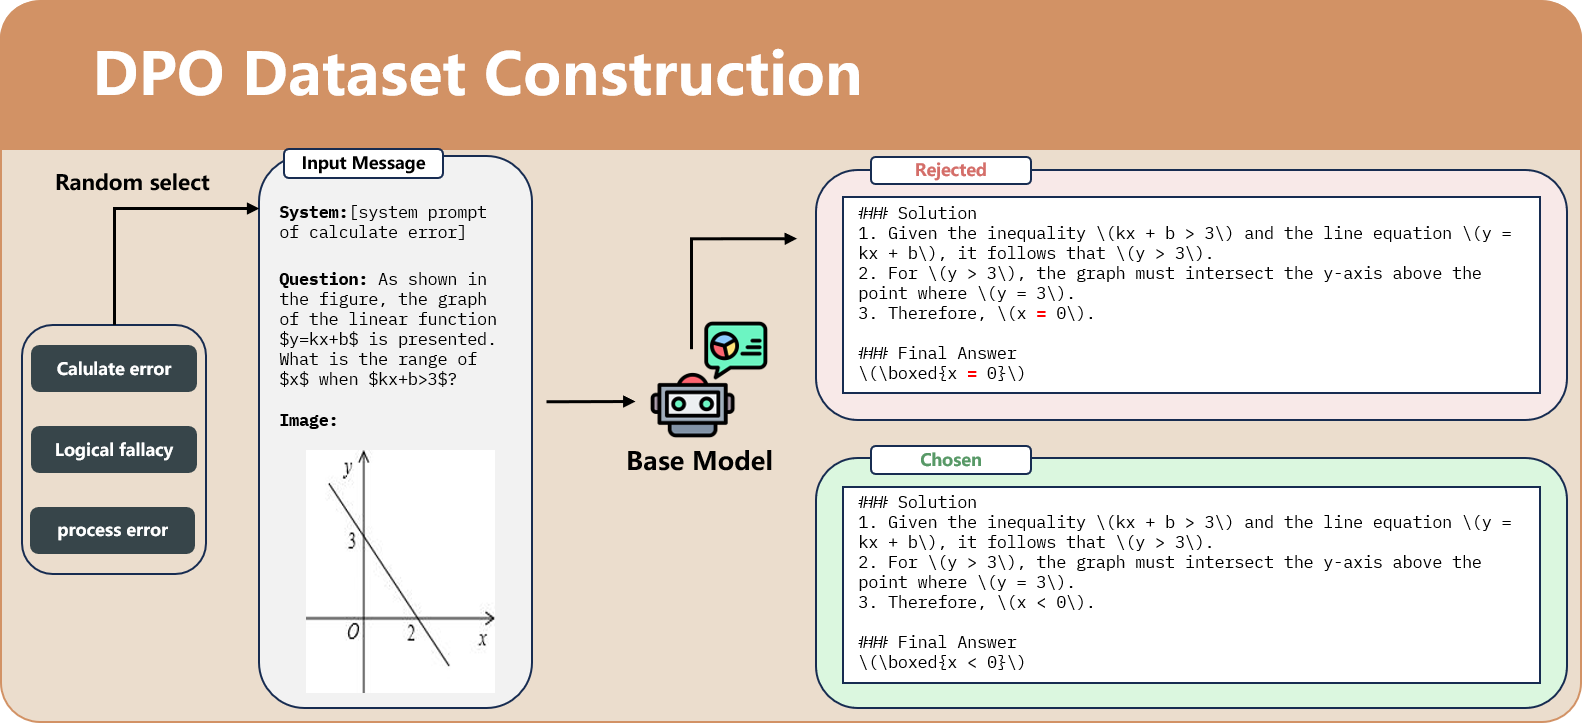 DPO Dataset Construction
Random select
Calulate error
Logical fallacy
process error
Input Message
System:[system prompt
of calculate error]
Question: As shown in
the figure, the graph
of the linear function
$y=kx+b$ is presented.
What is the range of
$x$ when $kx+b>3$?
Image:
y
3
O
2
x
Base Model
Rejected
### Solution
1. Given the inequality \(kx + b > 3\) and the line equation \(y =
kx + b\), it follows that \(y > 3\).
2. For \(y > 3\), the graph must intersect the y-axis above the
point where \(y = 3\).
3. Therefore, \(x = 0\).
### Final Answer
\(\boxed{x = 0}\)
Chosen
### Solution
1. Given the inequality \(kx + b > 3\) and the line equation \(y =
kx + b\), it follows that \(y > 3\).
2. For \(y > 3\), the graph must intersect the y-axis above the
point where \(y = 3\).
3. Therefore, \(x < 0\).
### Final Answer
\(\boxed{x < 0}\)